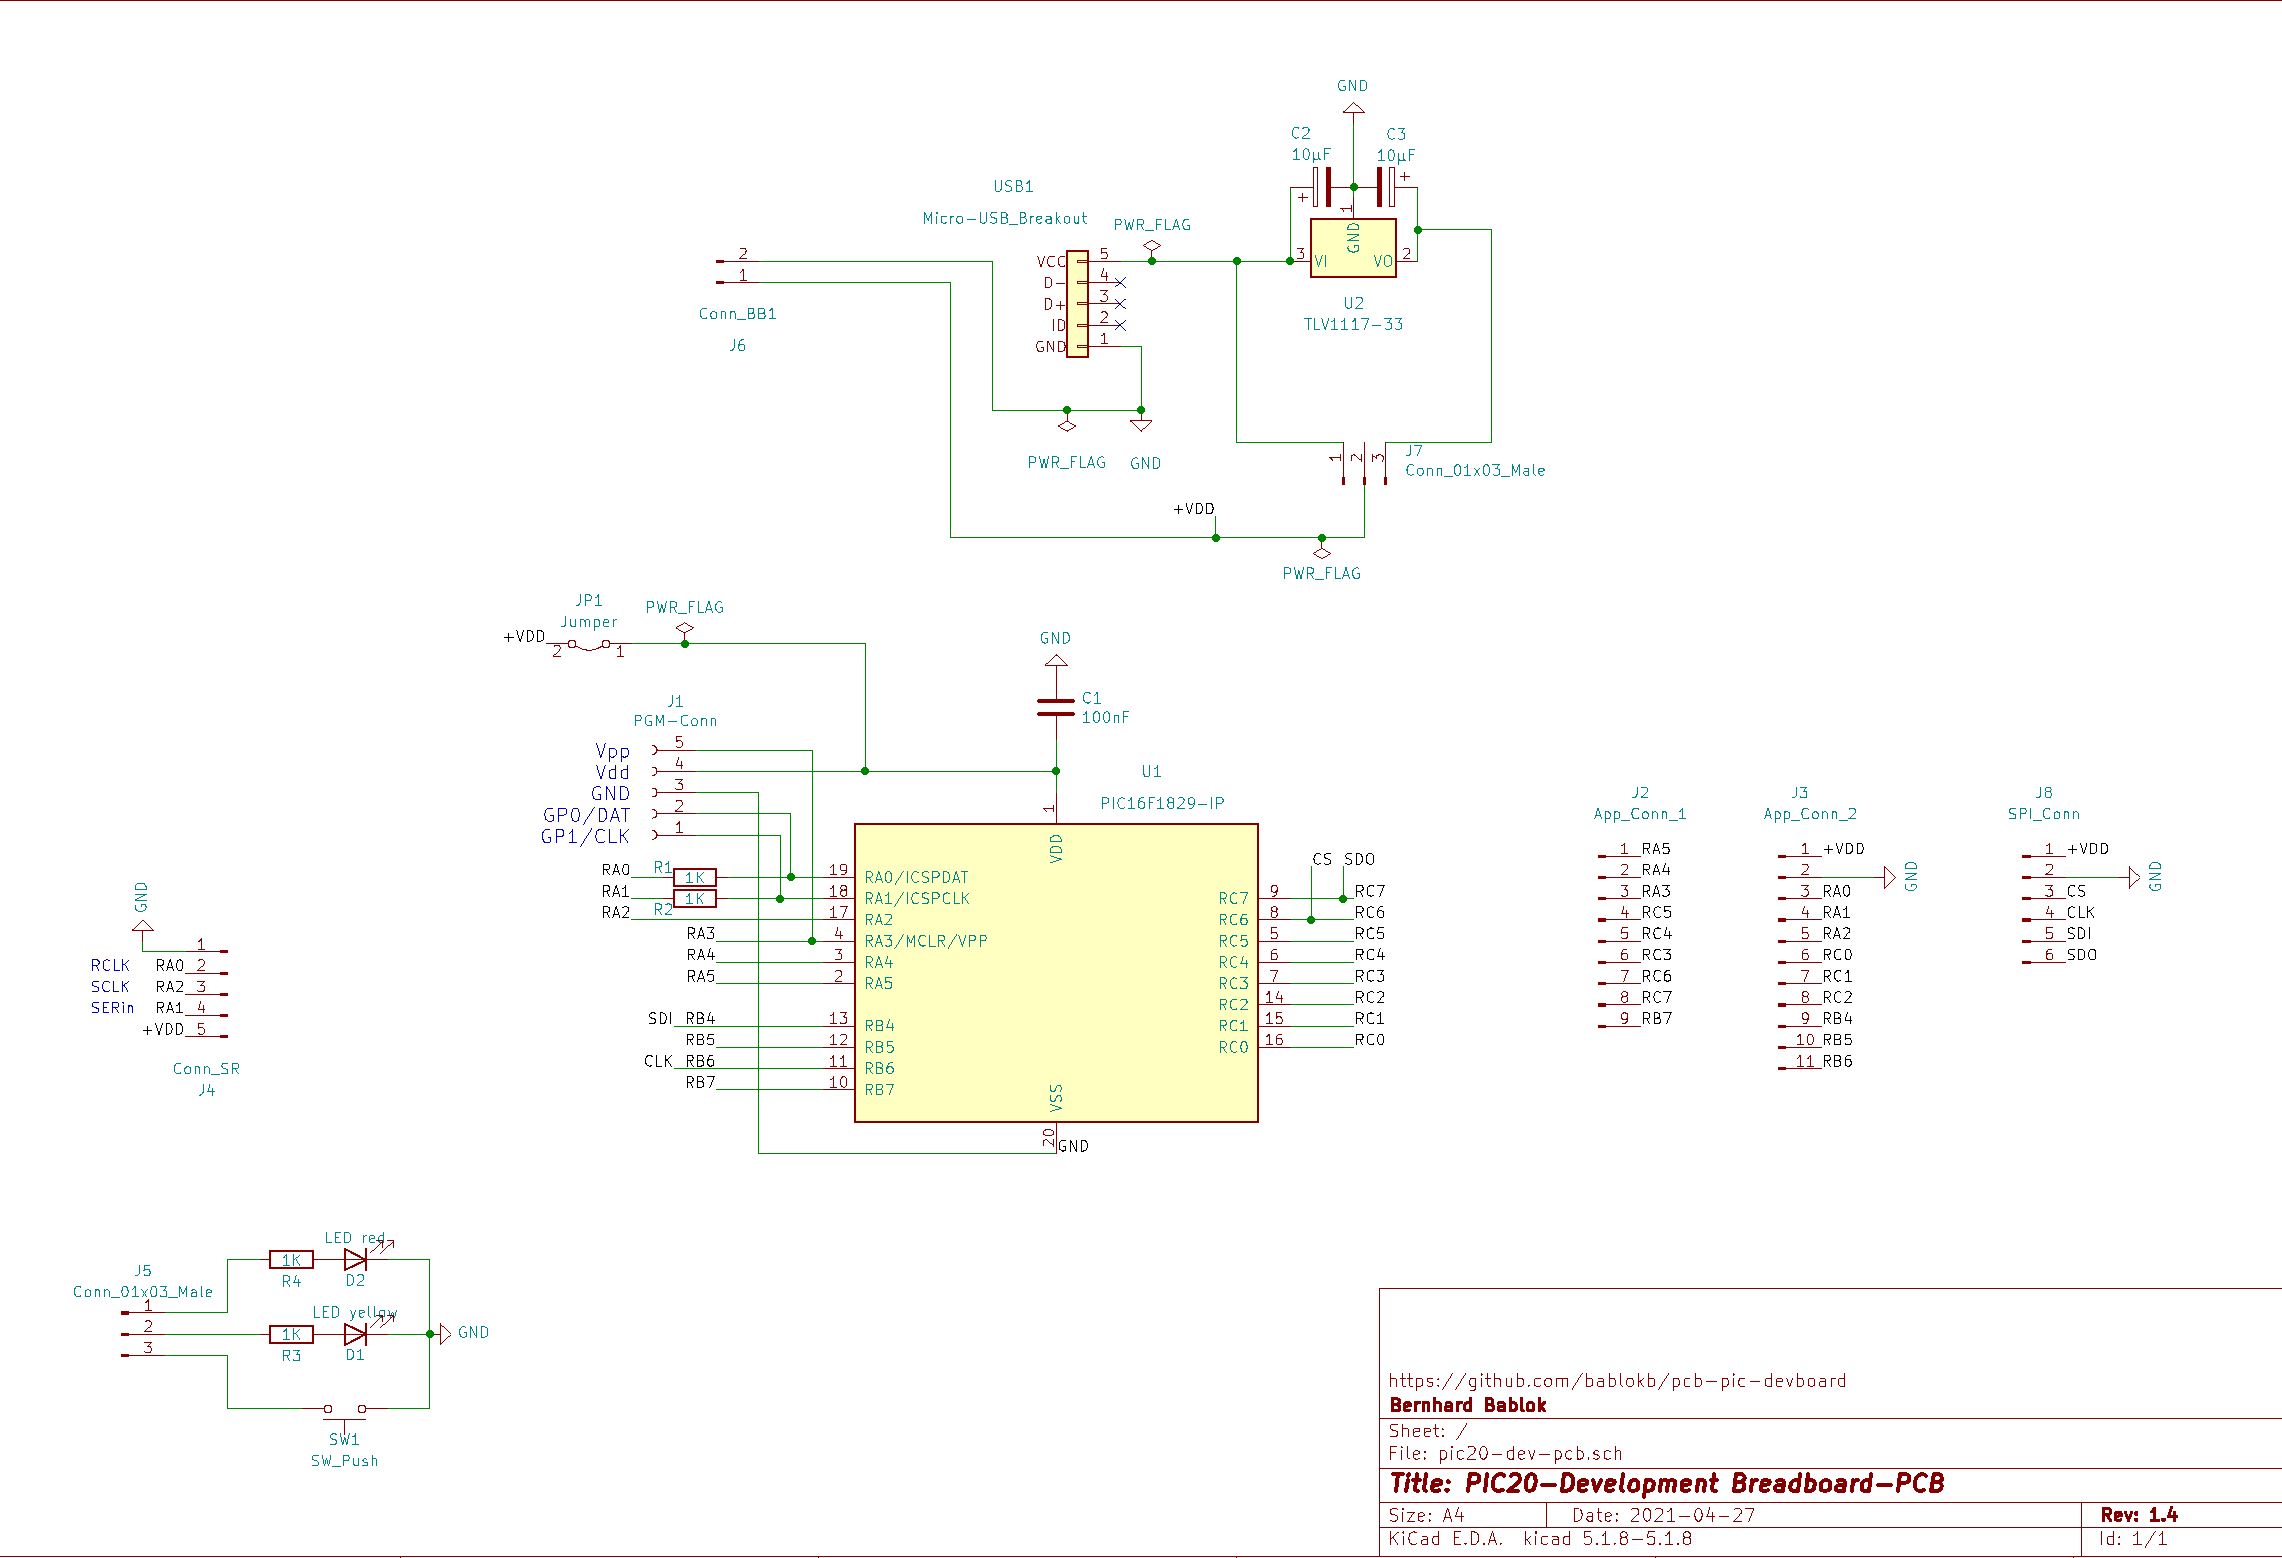 GND
C2
10µF
C3
10µF
+
+
USB1
Micro-USB_Breakout
PWR_FLAG
1
GND
3
VI
VO
2
U2
TLV1117-33
VCC
5
D-
4
D+
3
ID
2
GND
1
2
1
Conn_BB1
J6
PWR_FLAG
GND
1
2
3
J7
Conn_01x03_Male
+VDD
PWR_FLAG
JP1
Jumper
+VDD
2
1
PWR_FLAG
GND
C1
100nF
J1
PGM-Conn
Vpp
5
Vdd
4
GND
3
GP0/DAT
2
GP1/CLK
1
U1
PIC16F1829-IP
1
VDD
RA0
R1
1K
19
RA0/ICSPDAT
RA1
1K
18
RA1/ICSPCLK
RA2
R2
17
RA2
RA3
4
RA3/MCLR/VPP
RA4
3
RA4
RA5
2
RA5
SDI
RB4
13
RB4
RB5
12
RB5
CLK
RB6
11
RB6
RB7
10
RB7
VSS
20
GND
CS
SDO
RC7
9
RC7
RC6
8
RC6
RC5
5
RC5
RC4
6
RC4
RC3
7
RC3
RC2
14
RC2
RC1
15
RC1
RC0
16
RC0
J2
App_Conn_1
1 RA5
2 RA4
3 RA3
4 RC5
5 RC4
6 RC3
7 RC6
8 RC7
9 RB7
J3
App_Conn_2
1 +VDD
2
GND
3 RA0
4 RA1
5 RA2
6 RC0
7 RC1
8 RC2
9 RB4
10 RB5
11 RB6
J8
SPI_Conn
1 +VDD
2
GND
3 CS
4 CLK
5 SDI
6 SDO
GND
1
RCLK RA0 2
SCLK RA2 3
SERin RA1 4
+VDD 5
Conn_SR
J4
LED red
1K
R4
D2
J5
Conn_01x03_Male
1
2
3
LED yellow
1K
R3
D1
GND
SW1
SW_Push
https://github.com/bablokb/pcb-pic-devboard
Bernhard Bablok
Sheet: /
File: pic20-dev-pcb.sch
Title: PIC20-Development Breadboard-PCB
Size: A4
Date: 2021-04-27
Rev: 1.4
KiCad E.D.A. kicad 5.1.8-5.1.8
Id: 1/1